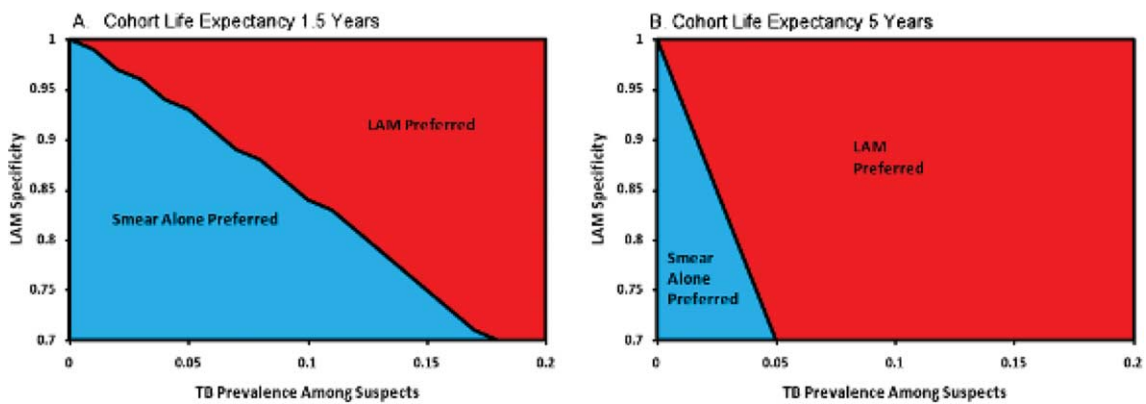 A. Cohort Life Expectancy 1.5 Years
1
0.95
0.9
0.85
0.8
0.75
0.7
LAM Specificity
LAM Preferred
Smear Alone Preferred
0
0.05
0.1
0.15
0.2
TB Prevalence Among Suspects
B. Cohort Life Expectancy 5 Years
1
0.95
0.9
0.85
0.8
0.75
0.7
LAM Specificity
LAM
Preferred
Smear
Alone
Preferred
0
0.05
0.1
0.15
0.2
TB Prevalence Among Suspects